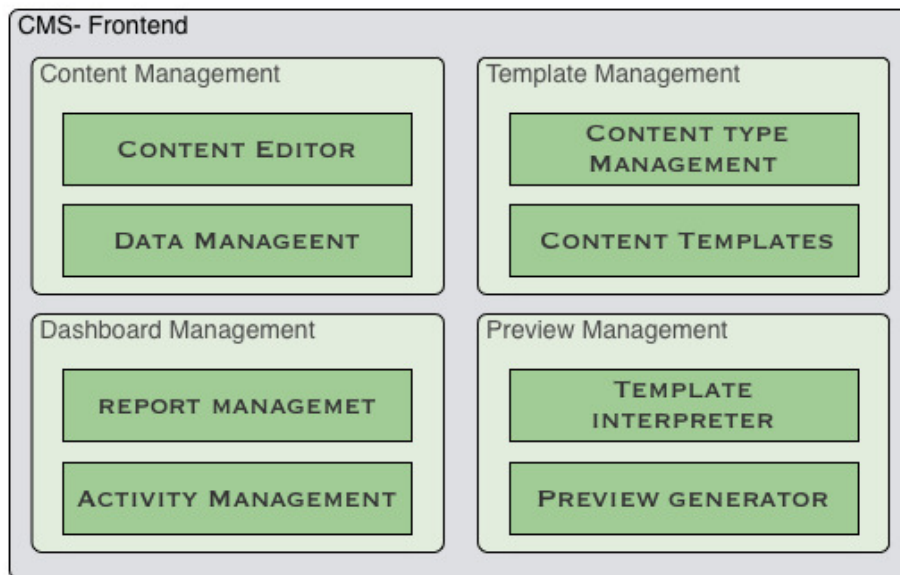 CMS- Frontend
Content Management
CONTENT EDITOR
DATA MANAGEENT
Template Management
CONTENT TYPE
MANAGEMENT
CONTENT TEMPLATES
Dashboard Management
REPORT MANAGEMET
ACTIVITY MANAGEMENT
Preview Management
TEMPLATE
INTERPRETER
PREVIEW GENERATOR